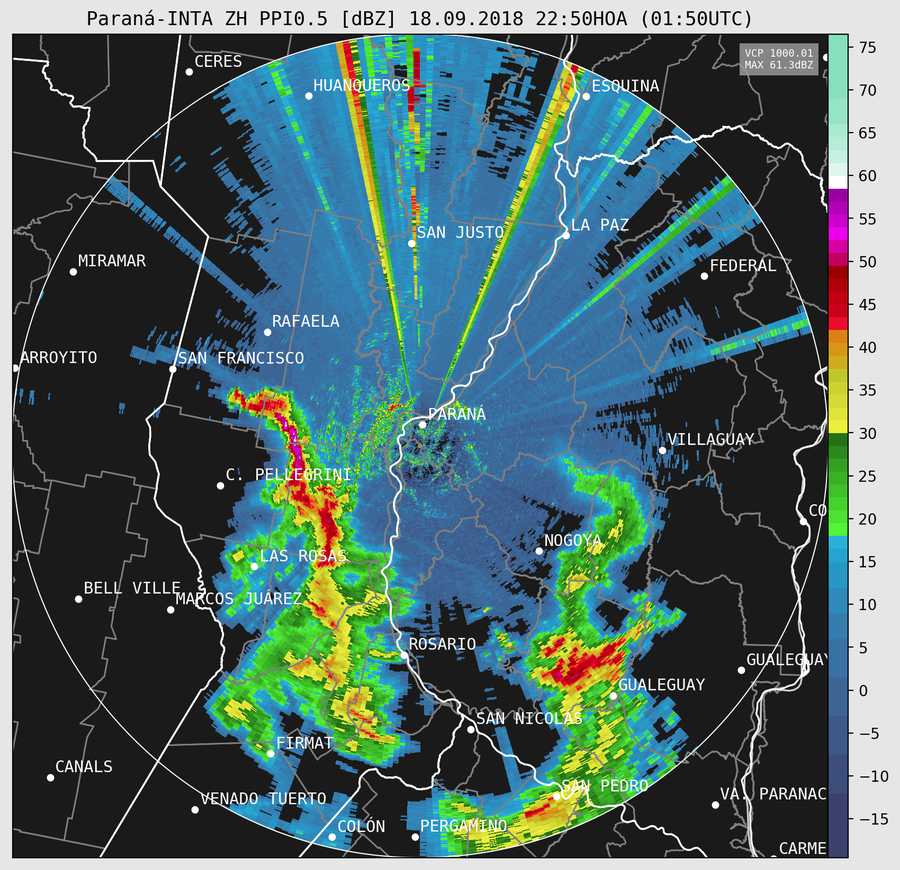 Paraná-INTA ZH PPI0.5 [dBZ] 18.09.2018 22:50HOA (01:50UTC)
VCP 1000.01
MAX 61.3dBZ
75
70
65
60
55
50
45
40
35
30
25
20
15
10
5
0
−5
−10
−15
CERES
HUANQUEROS
ESQUINA
SAN JUSTO
LA PAZ
MIRAMAR
FEDERAL
RAFAELA
ARROYITO
SAN FRANCISCO
PARANÁ
VILLAGUAY
C. PELLEGRINI
CO
NOGOYA
LAS ROSAS
BELL VILLE
MARCOS JUAREZ
ROSARIO
GUALEGUAY
GUALEGUAY
SAN NICOLAS
FIRMAT
CANALS
SAN PEDRO
VENADO TUERTO
VA. PARANAC
COLÓN
PERGAMINO
CARME